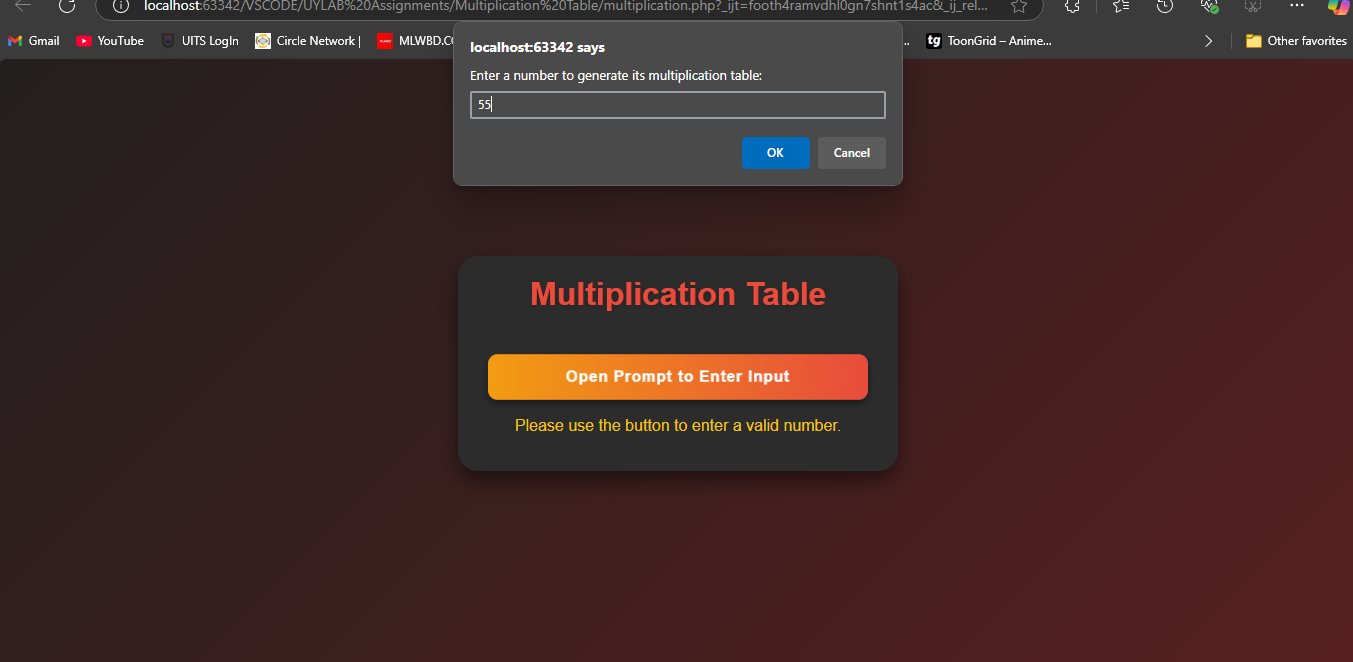 localhost:63342/VSCODE/UYLAB%20Assignments/Multiplication%20Table/multiplication.php?_ijt=footh4ramvdhl0gn7shnt1s4ac&_ij_rel...
Gmail YouTube UITS LogIn Circle Network | MLWBD.CO .. tg ToonGrid – Anime... Other favorites
localhost:63342 says
Enter a number to generate its multiplication table:
55
OK Cancel
Multiplication Table
Open Prompt to Enter Input
Please use the button to enter a valid number.